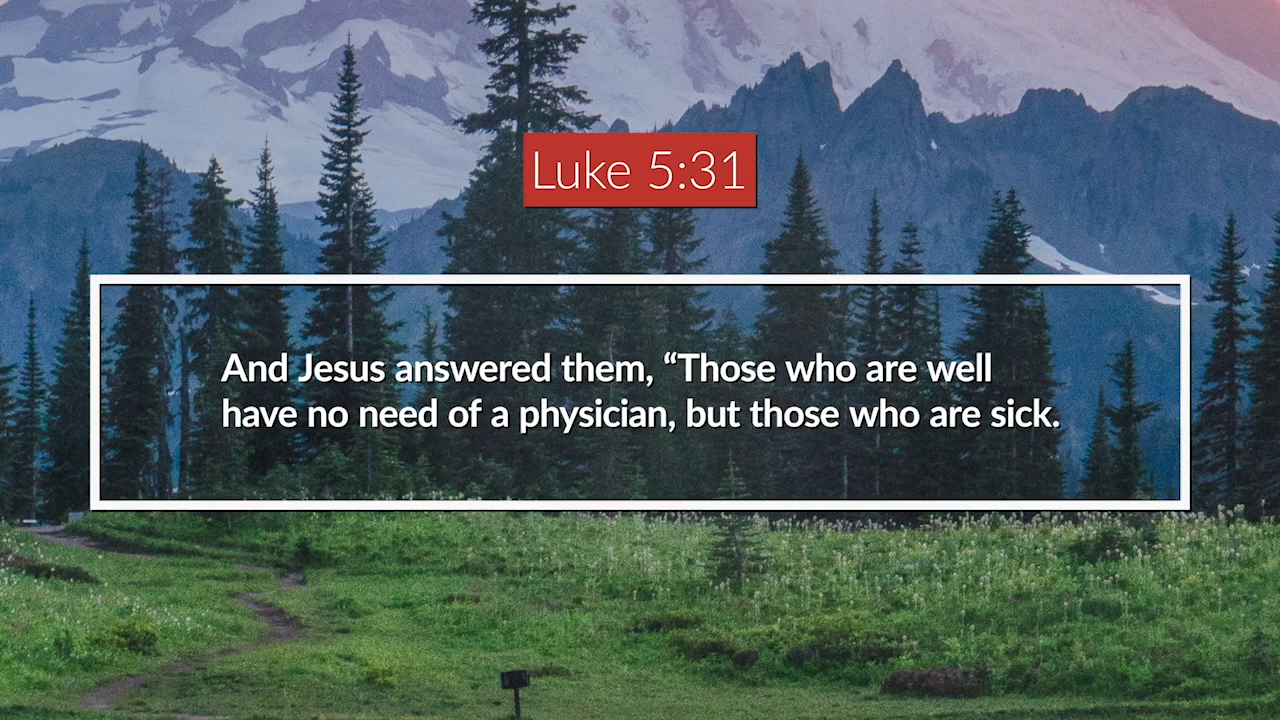 Luke 5:31
And Jesus answered them, “Those who are well
have no need of a physician, but those who are sick.